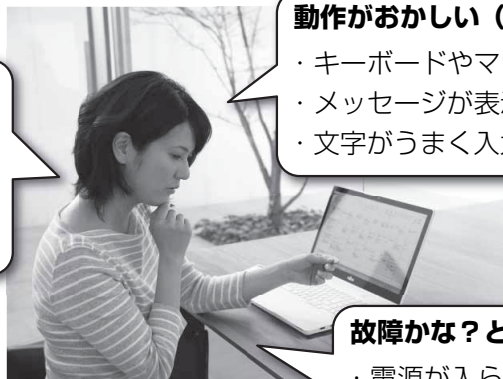 動作がおかしい（
・キーボードやマ
・メッセージが表
・文字がうまく入
故障かな？と
・電源が入ら